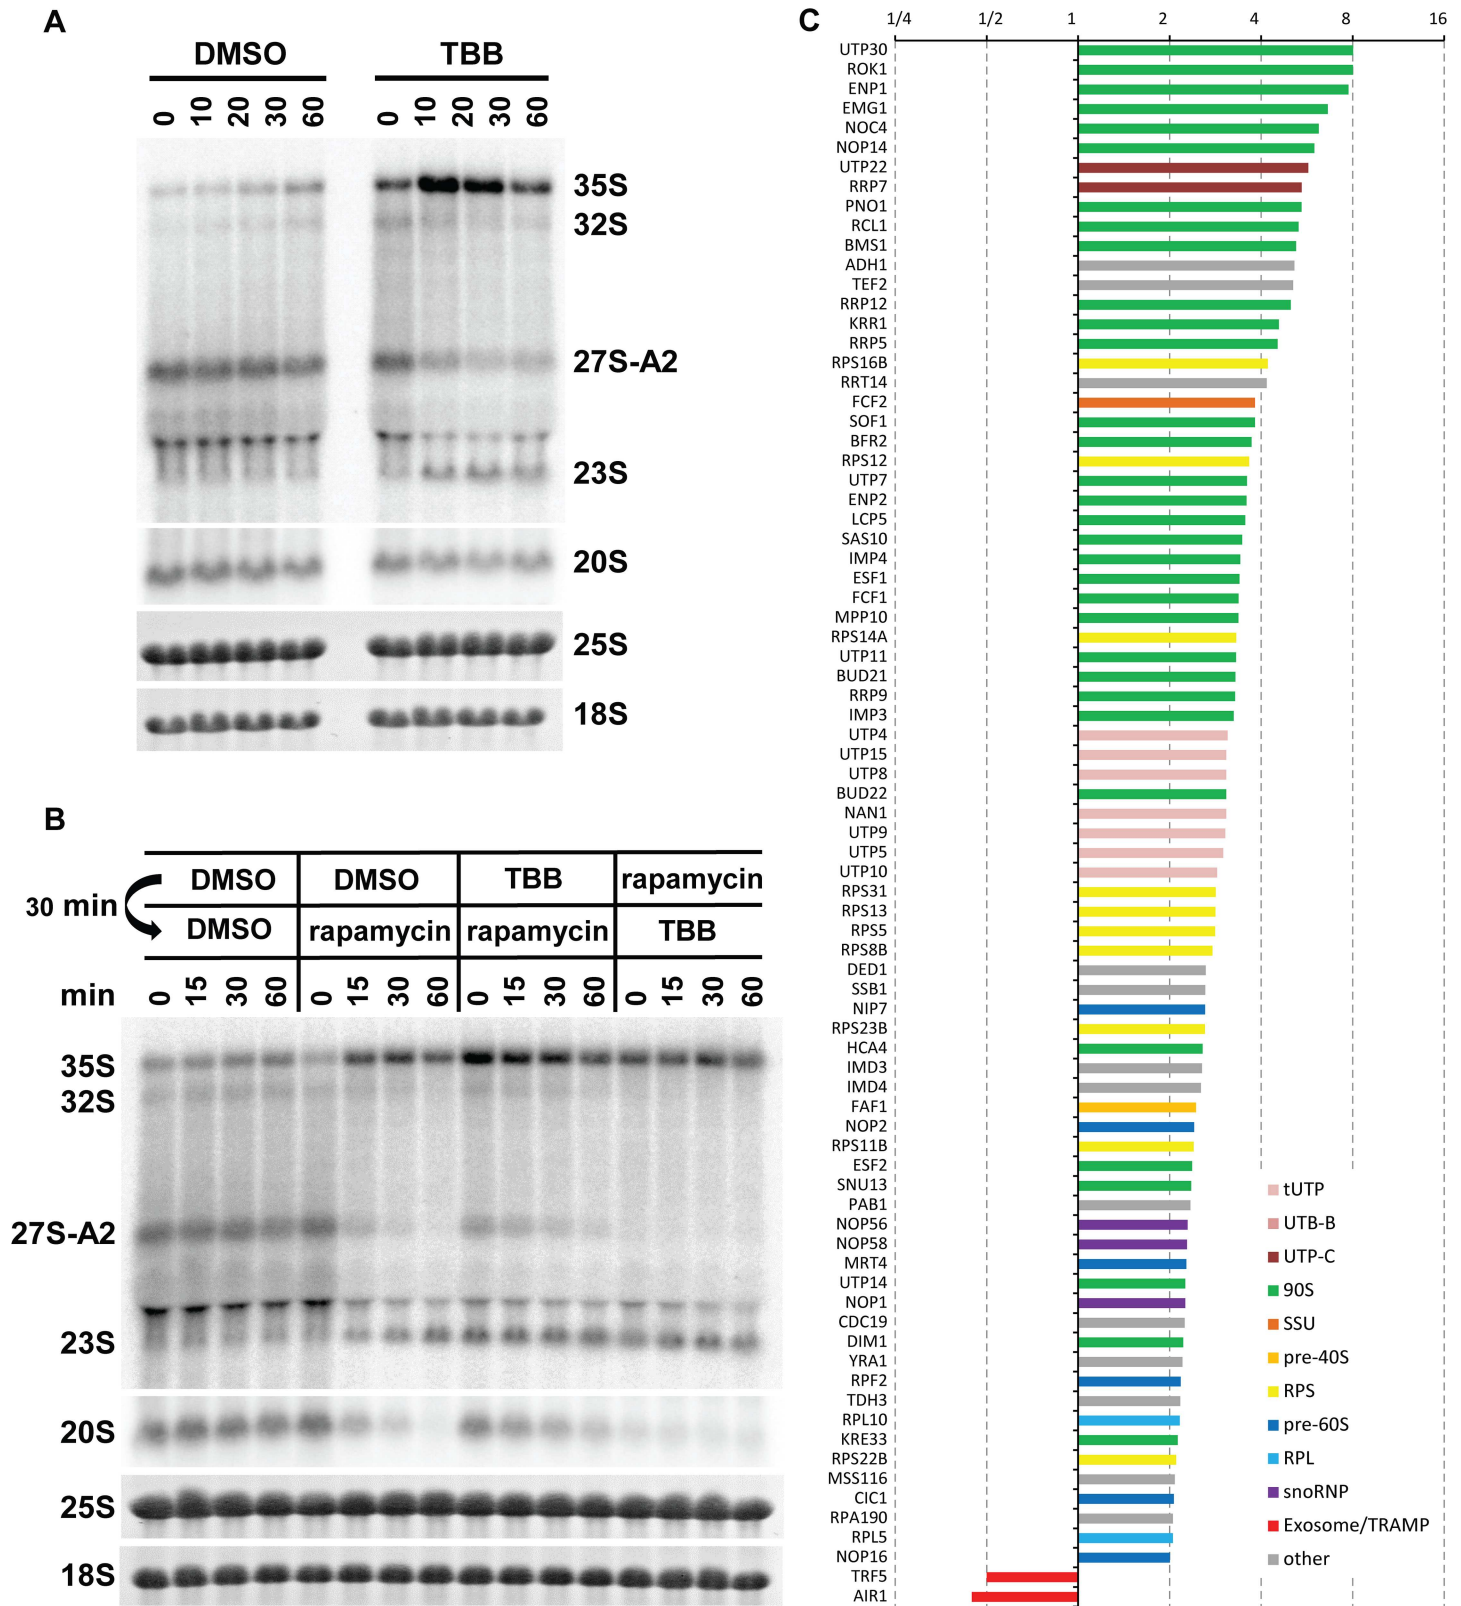 A
DMSO TBB
0 10 20 30 60 0 10 20 30 60
35S
32S
27S-A2
23S
20S
25S
18S
B
30 min
DMSO DMSO TBB rapamycin
DMSO rapamycin rapamycin TBB
min 0 15 30 60 0 15 30 60 0 15 30 60 0 15 30 60
35S
32S
27S-A2
23S
20S
25S
18S
C
1/4 1/2 1 2 4 8 16
UTP30
ROK1
ENP1
EMG1
NOC4
NOP14
UTP22
RRP7
PNO1
RCL1
BMS1
ADH1
TEF2
RRP12
KRR1
RRP5
RPS16B
RRT14
FCF2
SOF1
BFR2
RPS12
UTP7
ENP2
LCP5
SAS10
IMP4
ESF1
FCF1
MPP10
RPS14A
UTP11
BUD21
RRP9
IMP3
UTP4
UTP15
UTP8
BUD22
NAN1
UTP9
UTP5
UTP10
RPS31
RPS13
RPS5
RPS8B
DED1
SSB1
NIP7
RPS23B
HCA4
IMD3
IMD4
FAF1
NOP2
RPS11B
ESF2
SNU13
PAB1
NOP56
NOP58
MRT4
UTP14
NOP1
CDC19
DIM1
YRA1
RPF2
TDH3
RPL10
KRE33
RPS22B
MSS116
CIC1
RPA190
RPL5
NOP16
TRF5
AIR1
tUTP
UTB-B
UTP-C
90S
SSU
pre-40S
RPS
pre-60S
RPL
snoRNP
Exosome/TRAMP
other